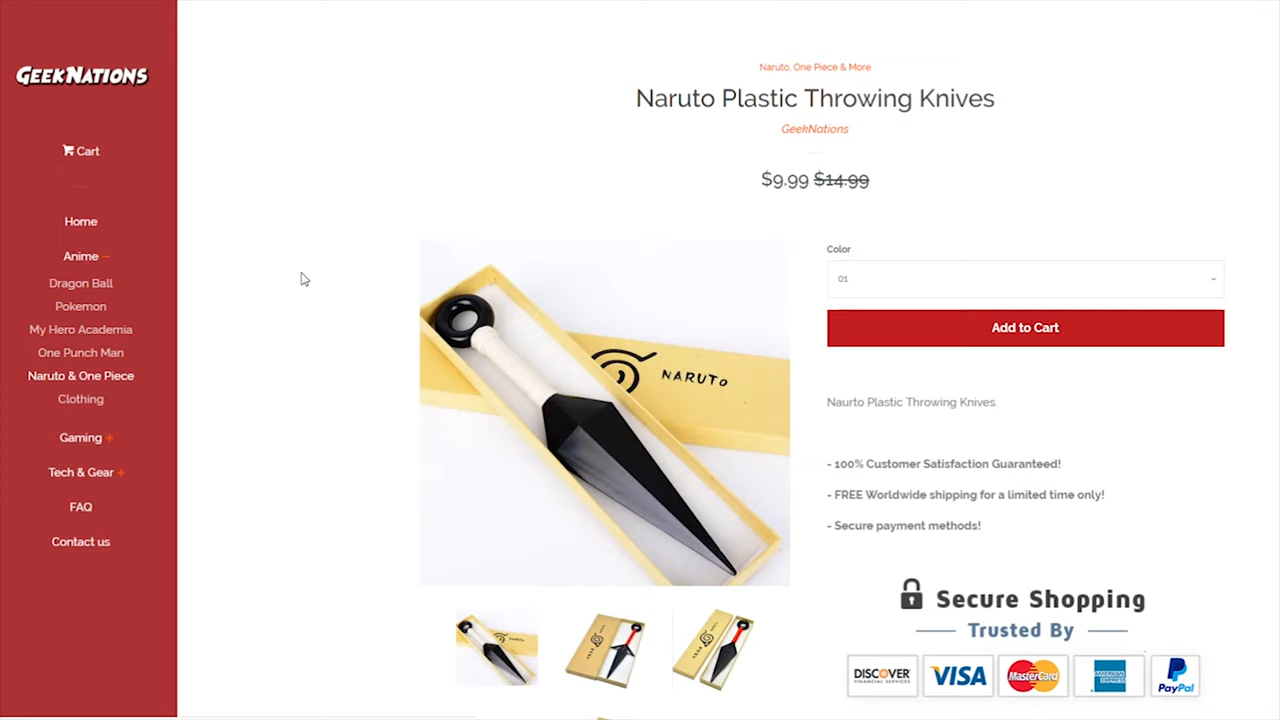 GEEKNATIONS
Cart
Home
Anime −
Dragon Ball
Pokemon
My Hero Academia
One Punch Man
Naruto & One Piece
Clothing
Gaming +
Tech & Gear +
FAQ
Contact us
Naruto, One Piece & More
Naruto Plastic Throwing Knives
GeekNations
$9.99 $14.99
NARUTO
Color
01
Add to Cart
Naurto Plastic Throwing Knives.
- 100% Customer Satisfaction Guaranteed!
- FREE Worldwide shipping for a limited time only!
- Secure payment methods!
Secure Shopping
Trusted By
DISCOVER
FINANCIAL SERVICES
VISA
MasterCard
AMERICAN EXPRESS
PayPal